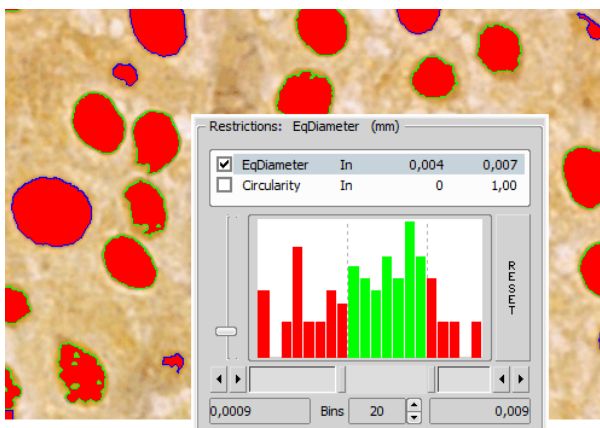 Restrictions: EqDiameter (mm)
EqDiameter In 0,004 0,007
Circularity In 0 1,00
RESET
0,0009 Bins 20 0,009